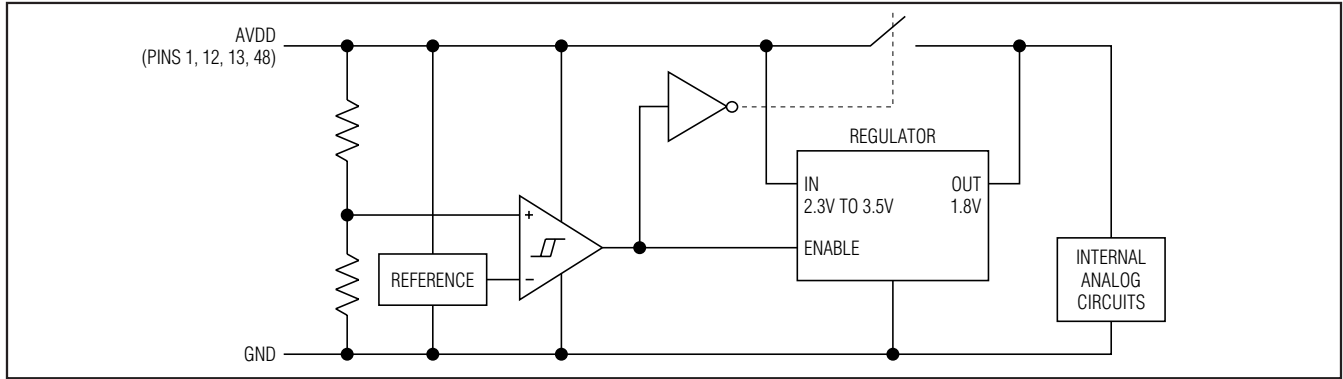 AVDD
(PINS 1, 12, 13, 48)
REGULATOR
IN
2.3V TO 3.5V
OUT
1.8V
+
ENABLE
REFERENCE
−
INTERNAL
ANALOG
CIRCUITS
GND